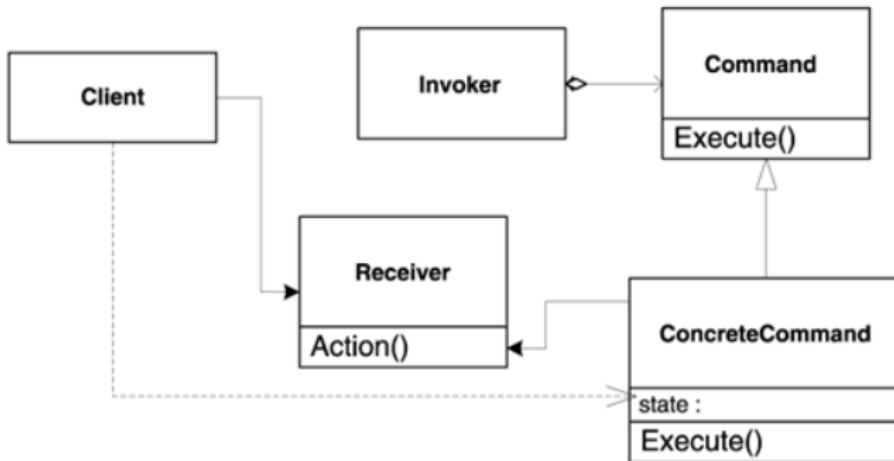 Client
Invoker
Command
Execute()
Receiver
Action()
ConcreteCommand
state :
Execute()